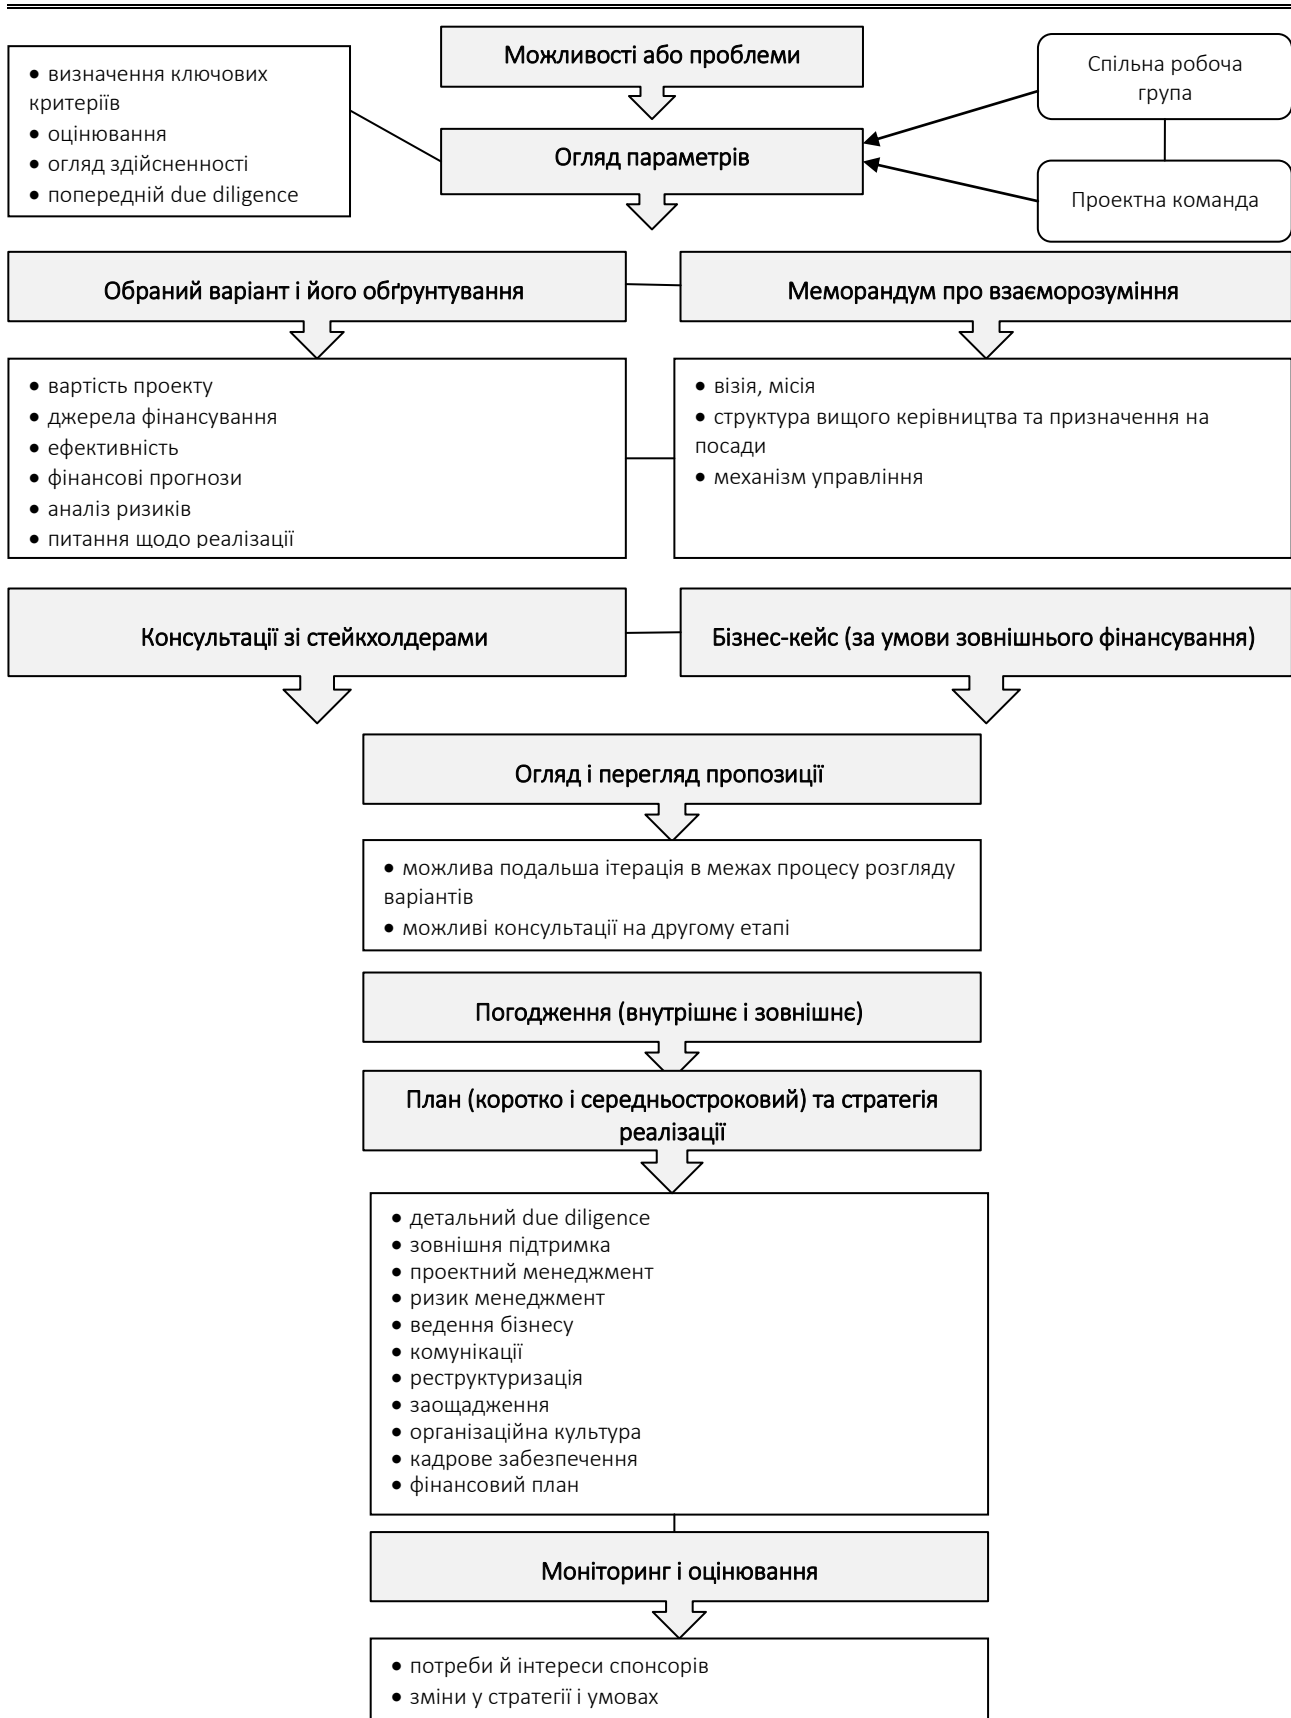 Можливості або проблеми
• визначення ключових
критеріїв
• оцінювання
• огляд здійсненності
• попередній due diligence
Огляд параметрів
Спільна робоча
група
Проектна команда
Обраний варіант і його обґрунтування
Меморандум про взаєморозуміння
• вартість проекту
• джерела фінансування
• ефективність
• фінансові прогнози
• аналіз ризиків
• питання щодо реалізації
• візія, місія
• структура вищого керівництва та призначення на
посади
• механізм управління
Консультації зі стейкхолдерами
Бізнес-кейс (за умови зовнішнього фінансування)
Огляд і перегляд пропозиції
• можлива подальша ітерація в межах процесу розгляду
варіантів
• можливі консультації на другому етапі
Погодження (внутрішнє і зовнішнє)
План (коротко і середньостроковий) та стратегія
реалізації
• детальний due diligence
• зовнішня підтримка
• проектний менеджмент
• ризик менеджмент
• ведення бізнесу
• комунікації
• реструктуризація
• заощадження
• організаційна культура
• кадрове забезпечення
• фінансовий план
Моніторинг і оцінювання
• потреби й інтереси спонсорів
• зміни у стратегії і умовах